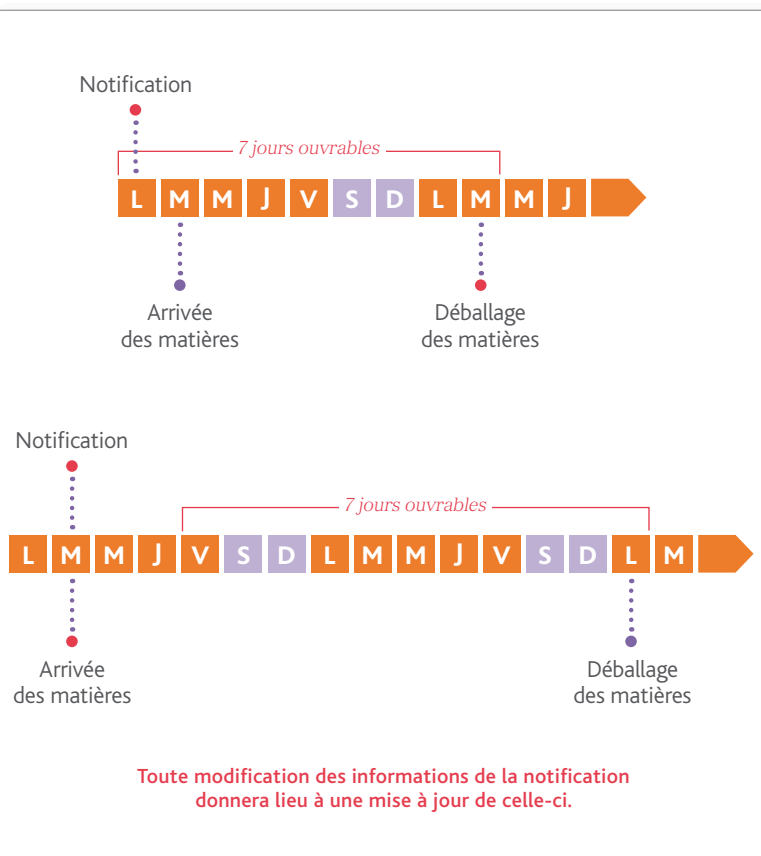 Notification
7 jours ouvrables
L M M J V S D L M M J
Arrivée
des matières
Déballage
des matières
Notification
7 jours ouvrables
L M M J V S D L M M J V S D L M
Arrivée
des matières
Déballage
des matières
Toute modification des informations de la notification
donnera lieu à une mise à jour de celle-ci.